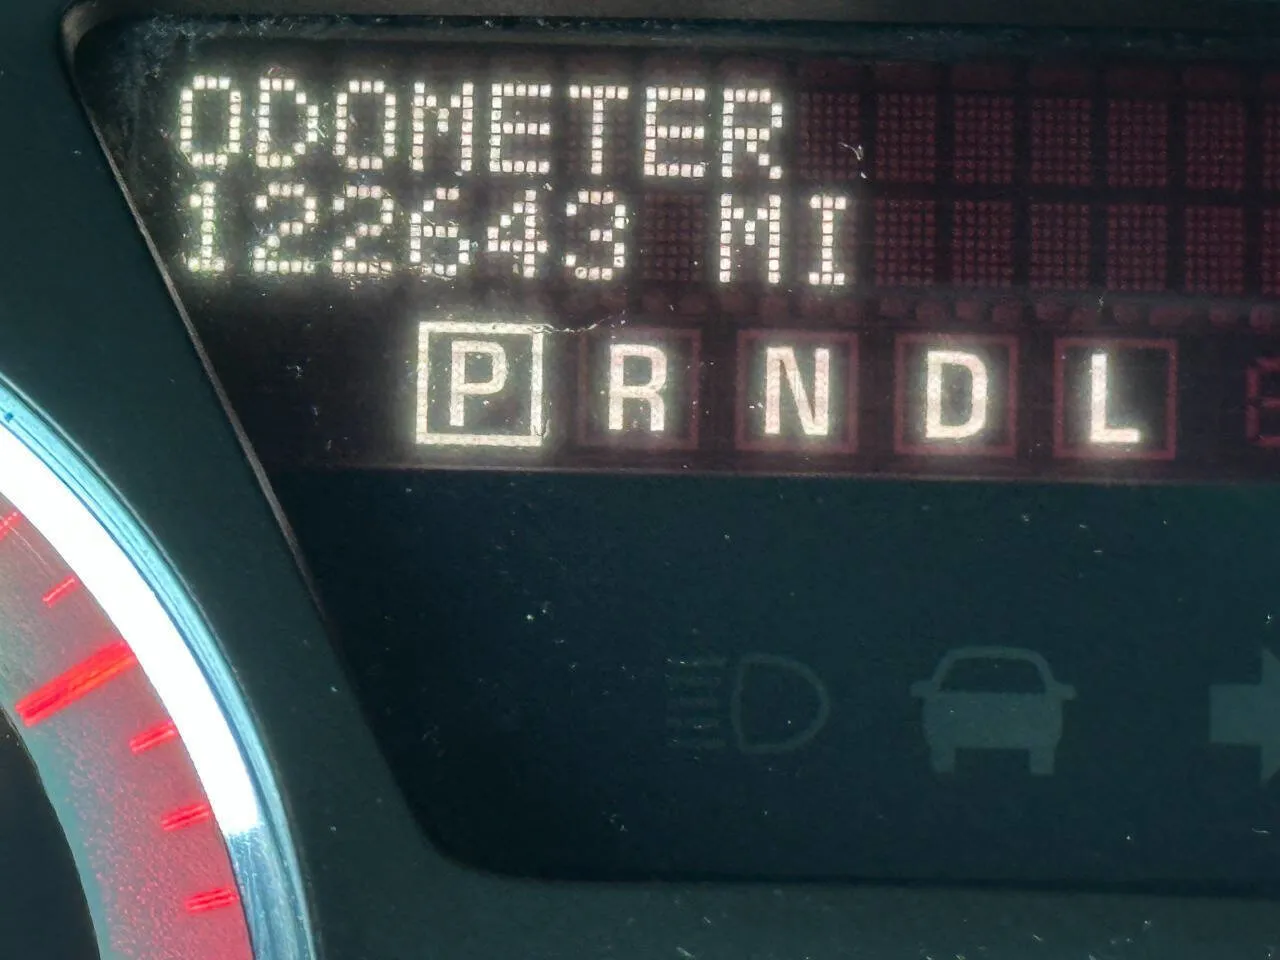 ODOMETER
122643 MI
P R N D L